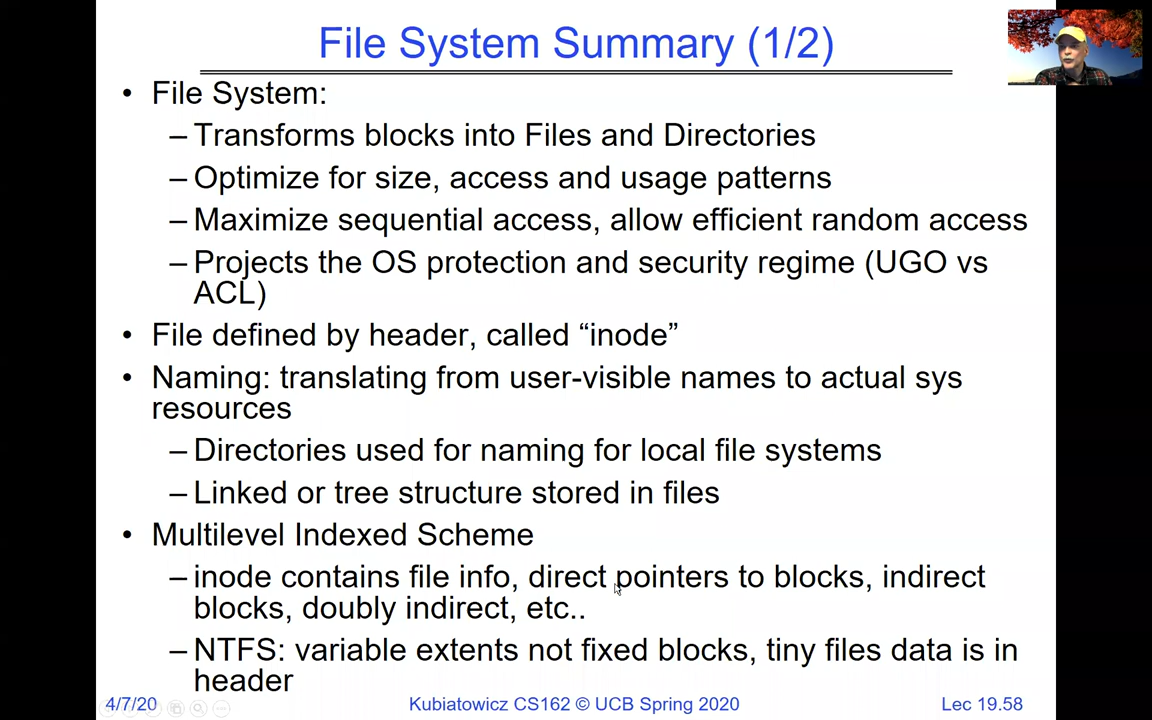 File System Summary (1/2)
• File System:
– Transforms blocks into Files and Directories
– Optimize for size, access and usage patterns
– Maximize sequential access, allow efficient random access
– Projects the OS protection and security regime (UGO vs
ACL)
• File defined by header, called “inode”
• Naming: translating from user-visible names to actual sys
resources
– Directories used for naming for local file systems
– Linked or tree structure stored in files
• Multilevel Indexed Scheme
– inode contains file info, direct pointers to blocks, indirect
blocks, doubly indirect, etc..
– NTFS: variable extents not fixed blocks, tiny files data is in
header
4/7/20
Kubiatowicz CS162 © UCB Spring 2020
Lec 19.58